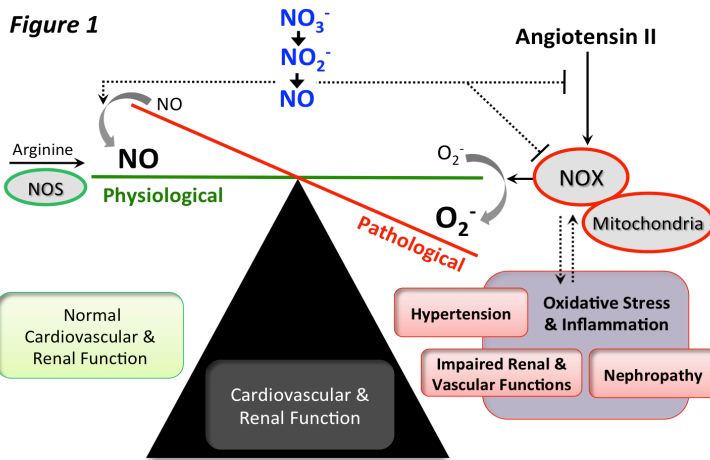 Figure 1
NO3-
NO2-
NO
Angiotensin II
NO
Arginine
NO
O2-
NOS
Physiological
NOX
O2-
Pathological
Mitochondria
Normal
Cardiovascular &
Renal Function
Hypertension
Oxidative Stress
& Inflammation
Impaired Renal &
Vascular Functions
Nephropathy
Cardiovascular &
Renal Function